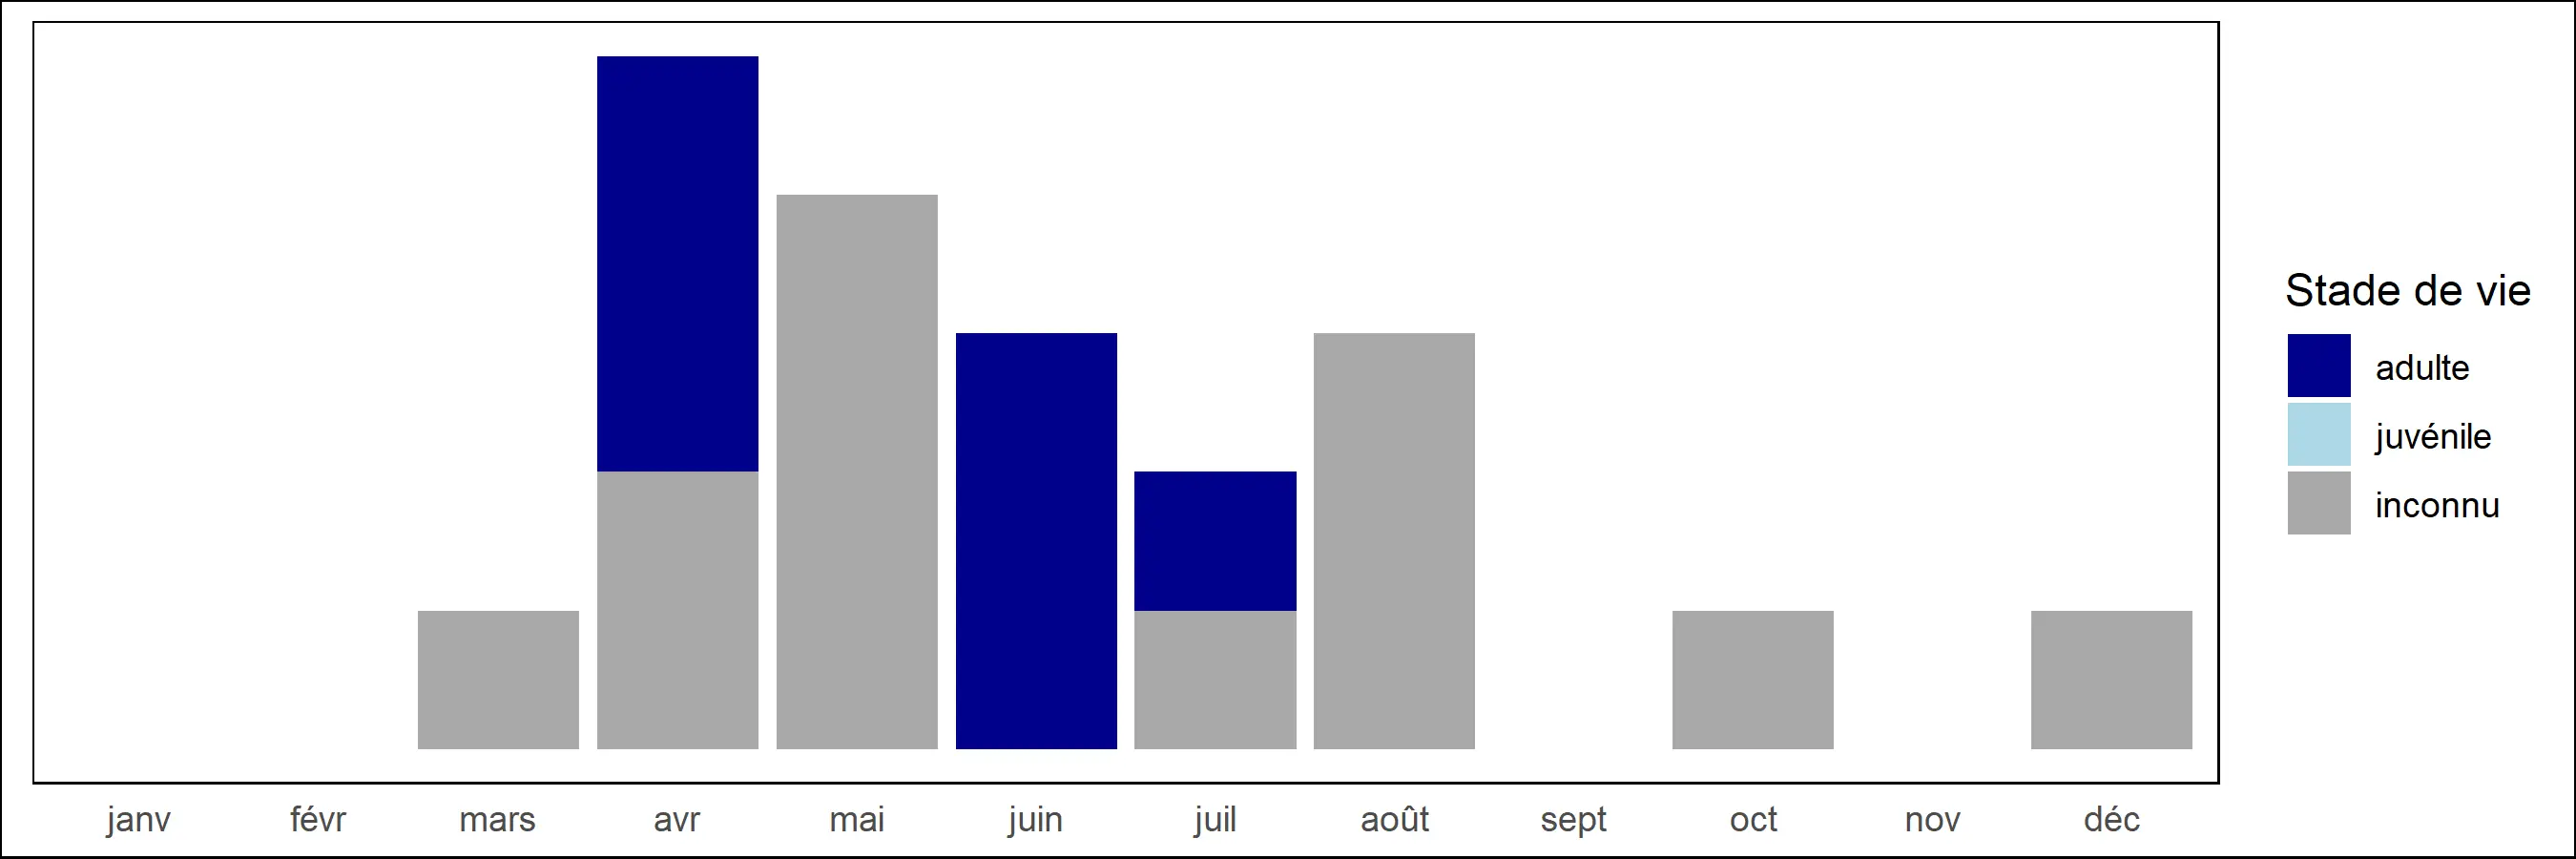 Stade de vie
adulte
juvénile
inconnu
janv févr mars avr mai juin juil août sept oct nov déc